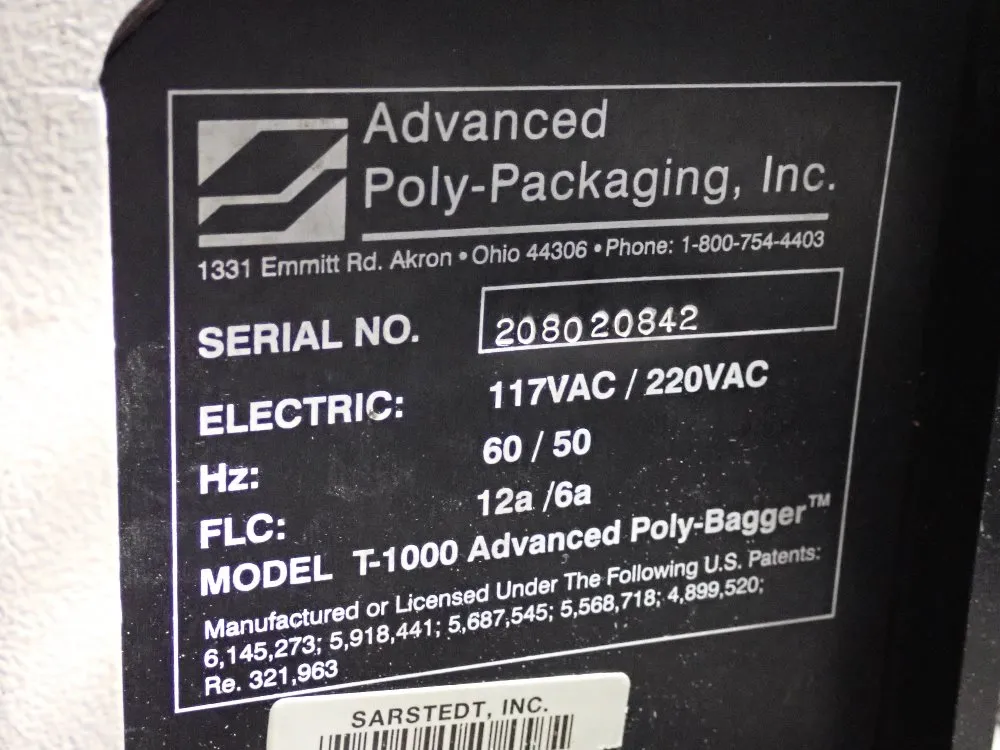 Advanced
Poly-Packaging, Inc.
1331 Emmitt Rd. Akron • Ohio 44306 • Phone: 1-800-754-4403
SERIAL NO. 208020842
ELECTRIC: 117VAC / 220VAC
Hz: 60 / 50
FLC: 12a /6a
MODEL T-1000 Advanced Poly-Bagger™
Manufactured or Licensed Under The Following U.S. Patents:
6,145,273; 5,918,441; 5,687,545; 5,568,718; 4,899,520;
Re. 321,963
SARSTEDT, INC.